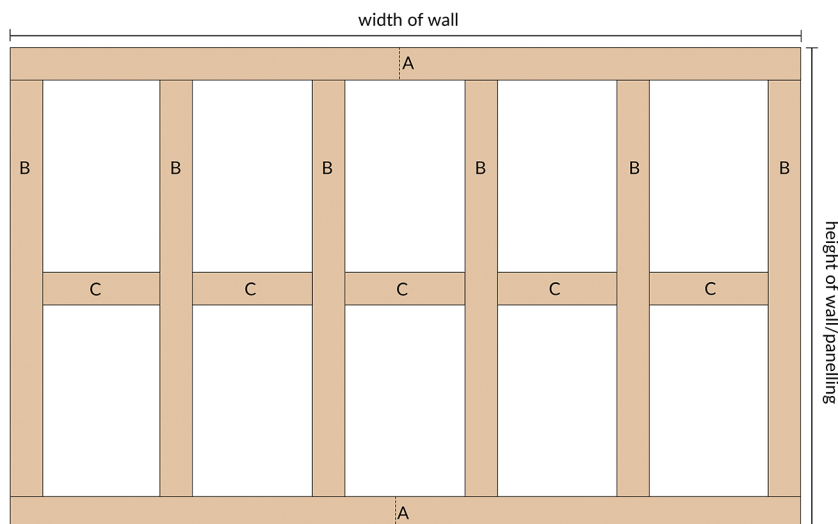 width of wall
A
B B B B B B
C C C C C
height of wall/panelling
A